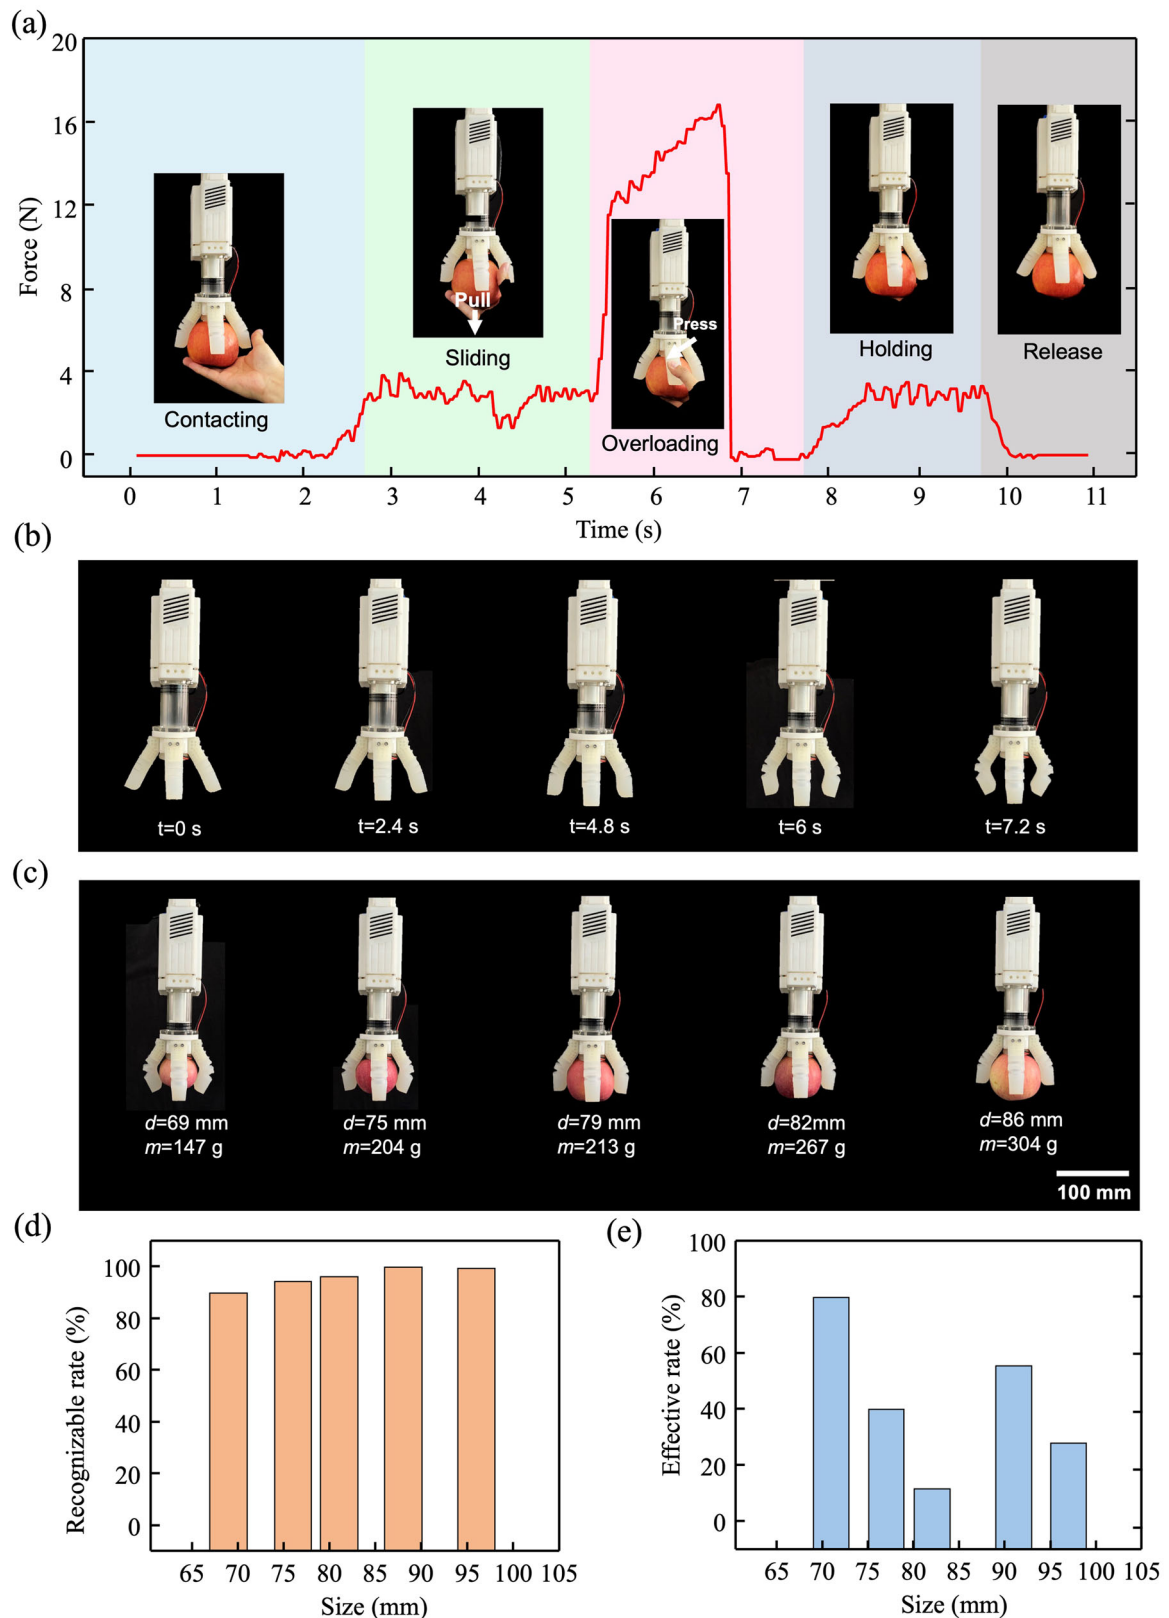 (a)
20
16
12
8
4
0
Force (N)
Contacting
Pull
Sliding
Press
Overloading
Holding
Release
0 1 2 3 4 5 6 7 8 9 10 11
Time (s)
(b)
t=0 s
t=2.4 s
t=4.8 s
t=6 s
t=7.2 s
(c)
d=69 mm
m=147 g
d=75 mm
m=204 g
d=79 mm
m=213 g
d=82mm
m=267 g
d=86 mm
m=304 g
100 mm
(d)
100
80
60
40
20
0
Recognizable rate (%)
65 70 75 80 85 90 95 100 105
Size (mm)
(e)
100
80
60
40
20
0
Effective rate (%)
65 70 75 80 85 90 95 100 105
Size (mm)